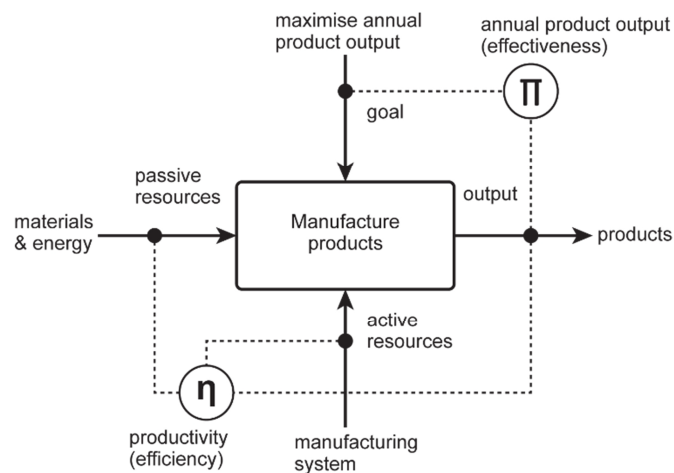 maximise annual
product output
annual product output
(effectiveness)
Π
goal
passive
resources
output
materials
& energy
Manufacture
products
products
active
resources
η
productivity
(efficiency)
manufacturing
system